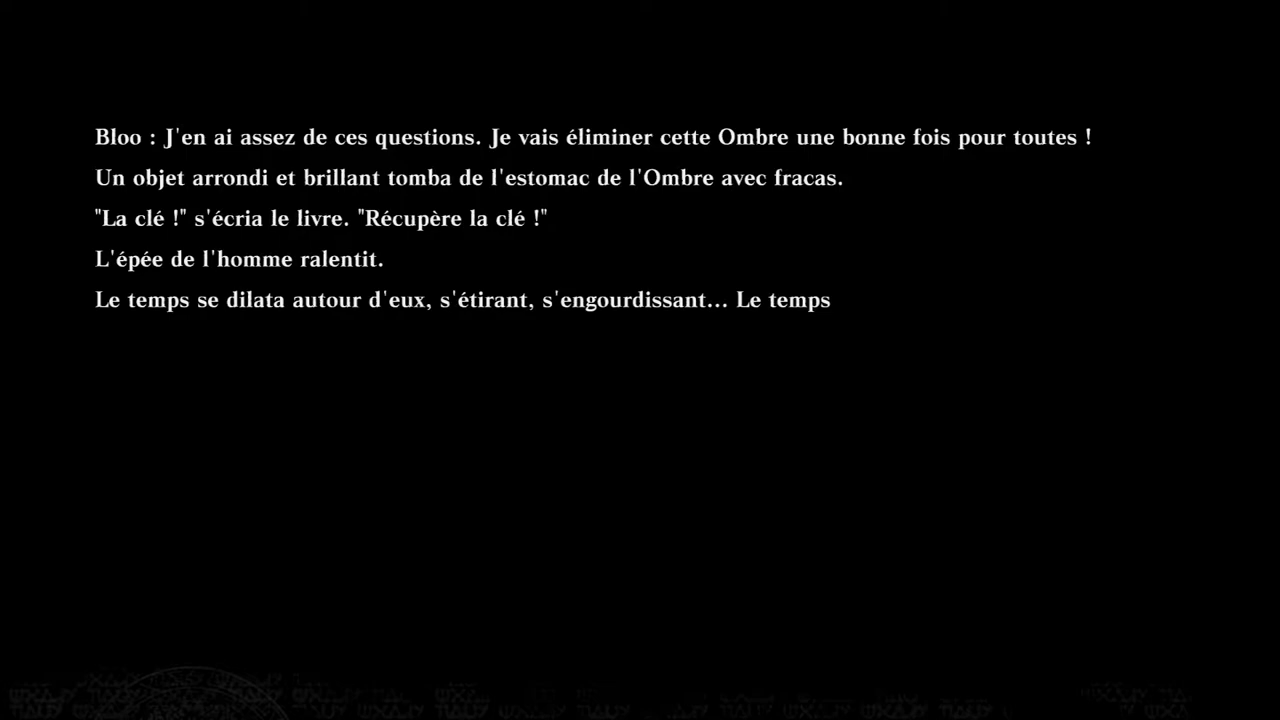 Bloo : J'en ai assez de ces questions. Je vais éliminer cette Ombre une bonne fois pour toutes !
Un objet arrondi et brillant tomba de l'estomac de l'Ombre avec fracas.
"La clé !" s'écria le livre. "Récupère la clé !"
L'épée de l'homme ralentit.
Le temps se dilata autour d'eux, s'étirant, s'engourdissant... Le temps